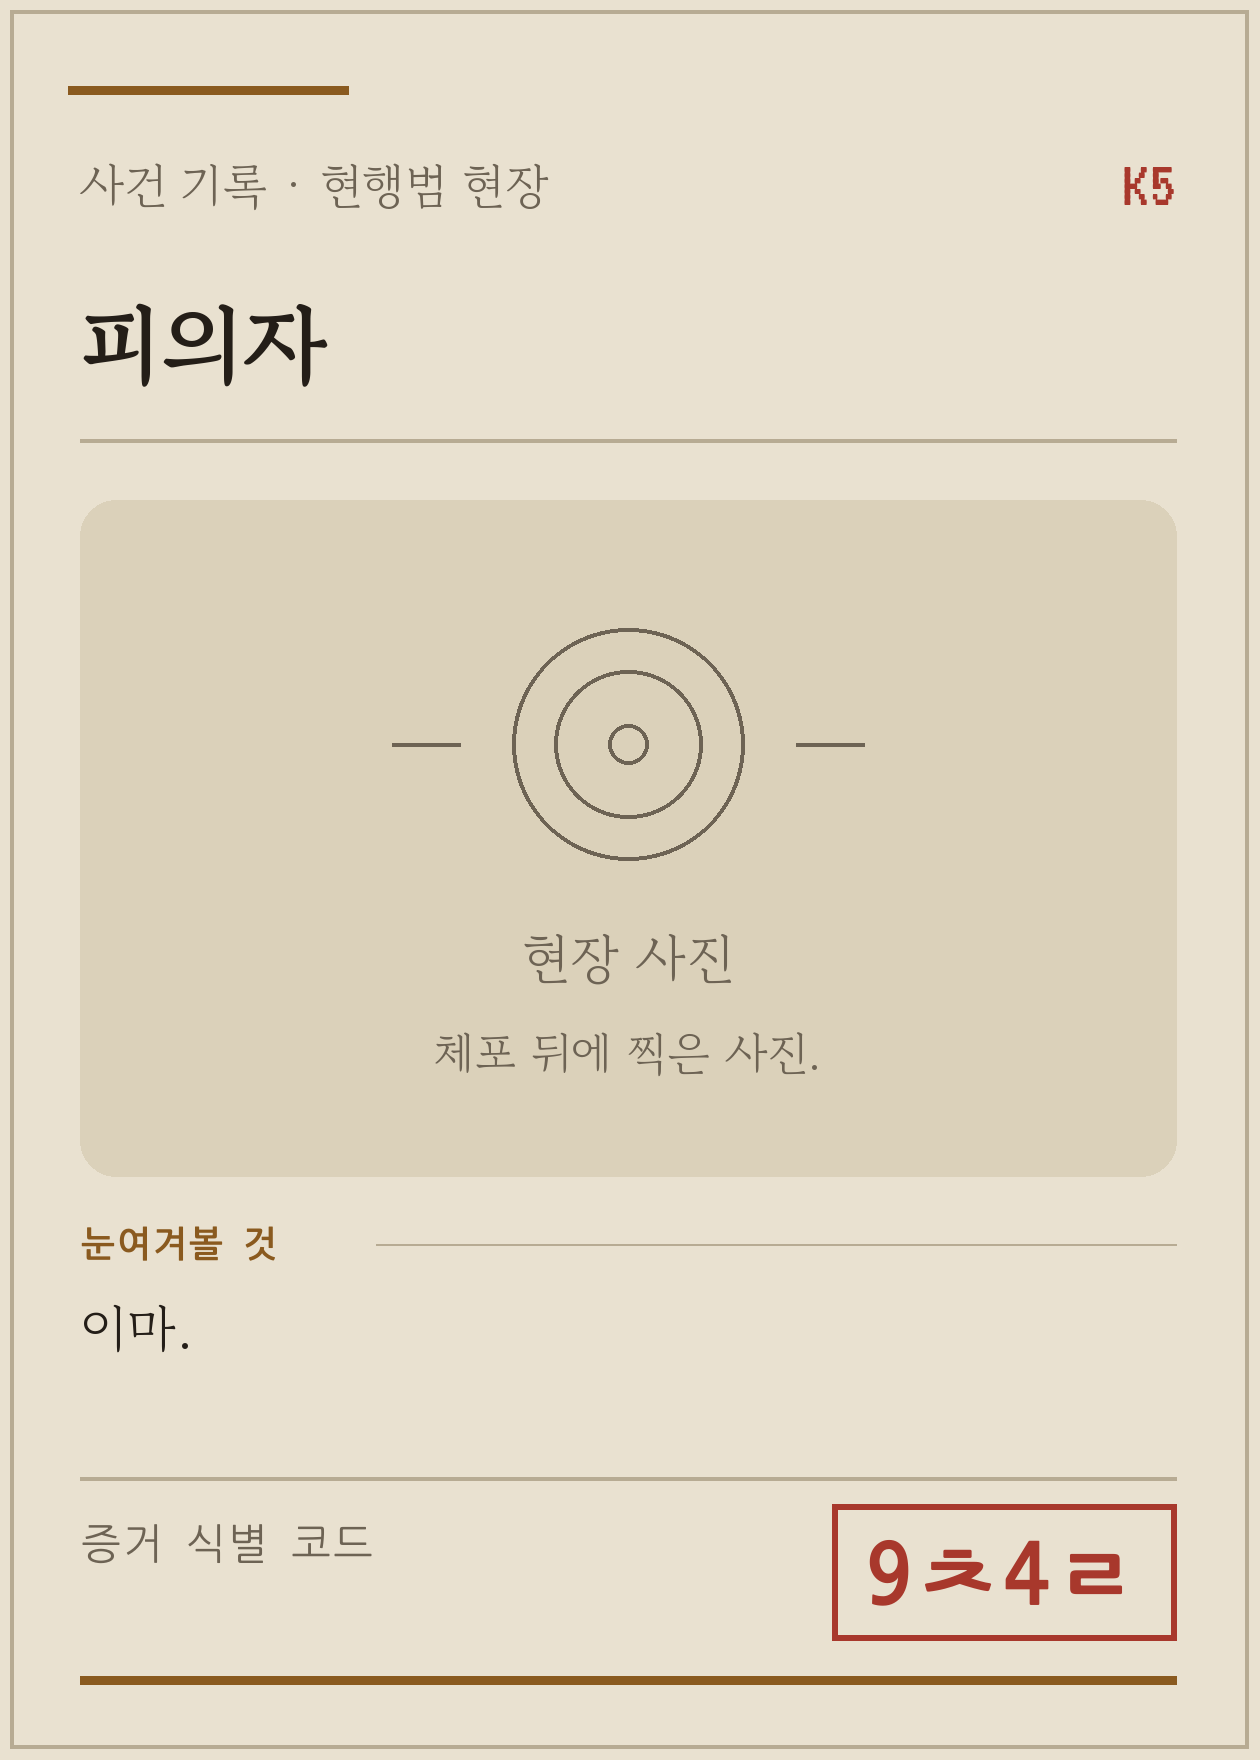 사건 기록 · 현행범 현장
K5
피의자
현장 사진
체포 뒤에 찍은 사진.
눈여겨볼 것
이마.
증거 식별 코드
9ㅊ4ㄹ